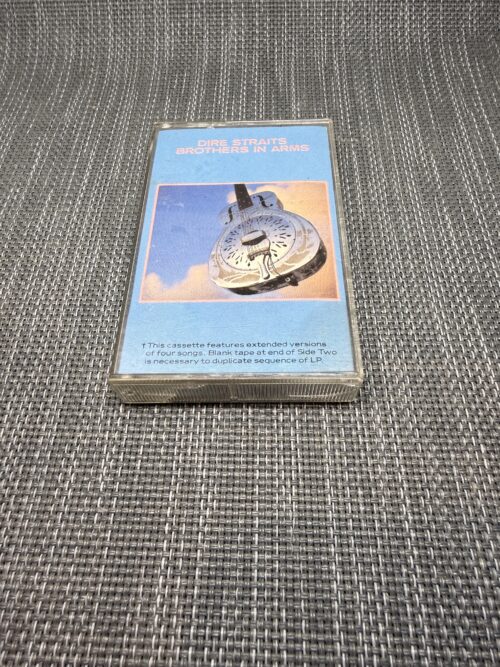 DIRE STRAITS
BROTHERS IN ARMS
† This cassette features extended versions
of four songs. Blank tape at end of Side Two
is necessary to duplicate sequence of LP.